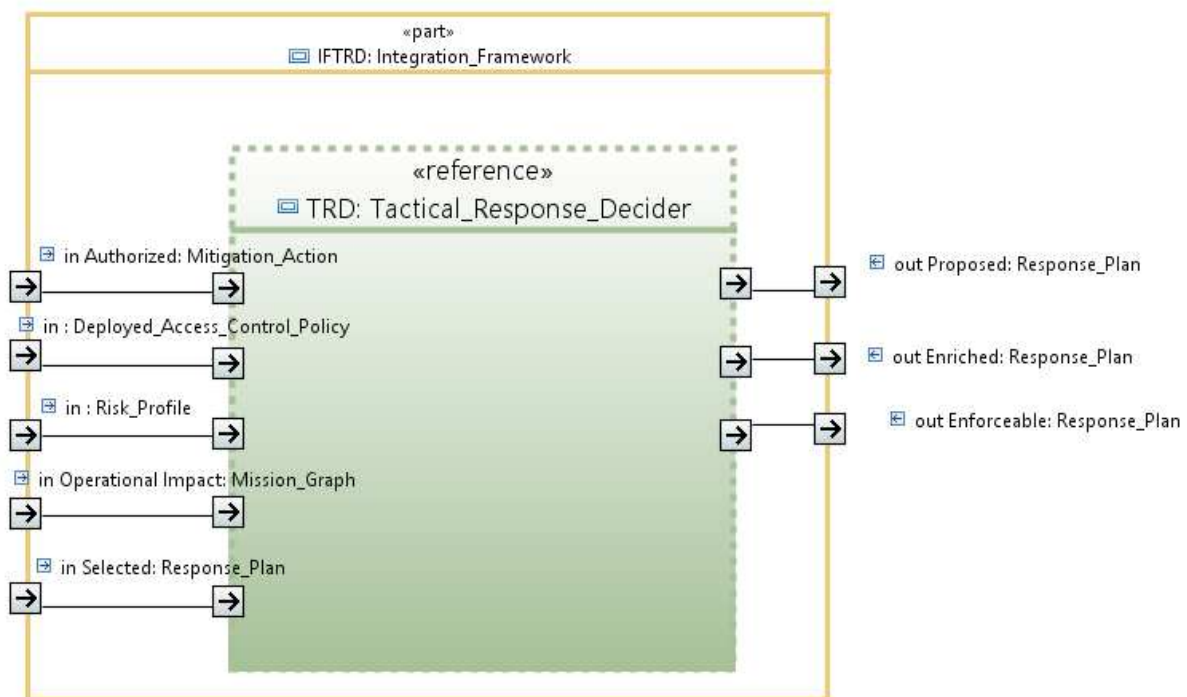 «part»
IFTRD: Integration_Framework
«reference»
TRD: Tactical_Response_Decider
in Authorized: Mitigation_Action
out Proposed: Response_Plan
in : Deployed_Access_Control_Policy
out Enriched: Response_Plan
in : Risk_Profile
out Enforceable: Response_Plan
in Operational Impact: Mission_Graph
in Selected: Response_Plan